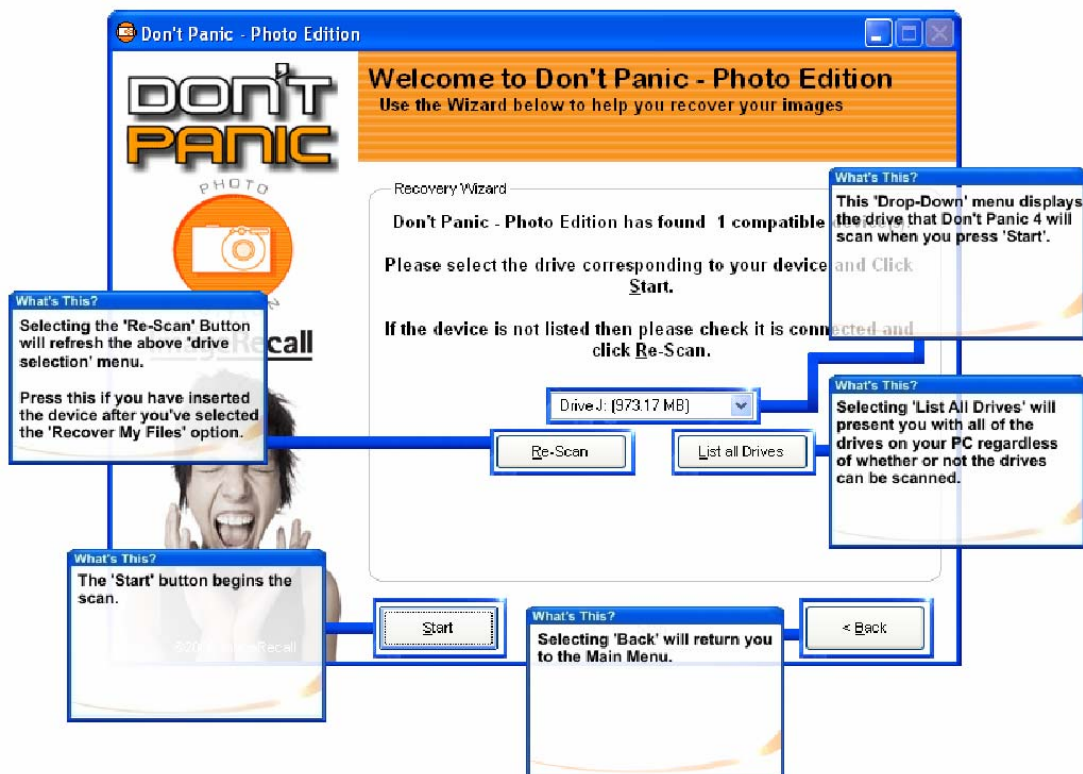 Don't Panic - Photo Edition
DON'T
PANIC
Welcome to Don't Panic - Photo Edition
Use the Wizard below to help you recover your images
PHOTO
Recovery Wizard
Don't Panic - Photo Edition has found 1 compatible device(s).
Please select the drive corresponding to your device and Click
Start.
If the device is not listed then please check it is connected and
click Re-Scan.
What's This?
This 'Drop-Down' menu displays
the drive that Don't Panic 4 will
scan when you press 'Start'.
What's This?
Selecting the 'Re-Scan' Button
will refresh the above 'drive
selection' menu.
Press this if you have inserted
the device after you've selected
the 'Recover My Files' option.
ImageRecall
Drive J: (973.17 MB)
Re-Scan
List all Drives
What's This?
Selecting 'List All Drives' will
present you with all of the
drives on your PC regardless
of whether or not the drives
can be scanned.
What's This?
The 'Start' button begins the
scan.
Start
What's This?
Selecting 'Back' will return you
to the Main Menu.
< Back